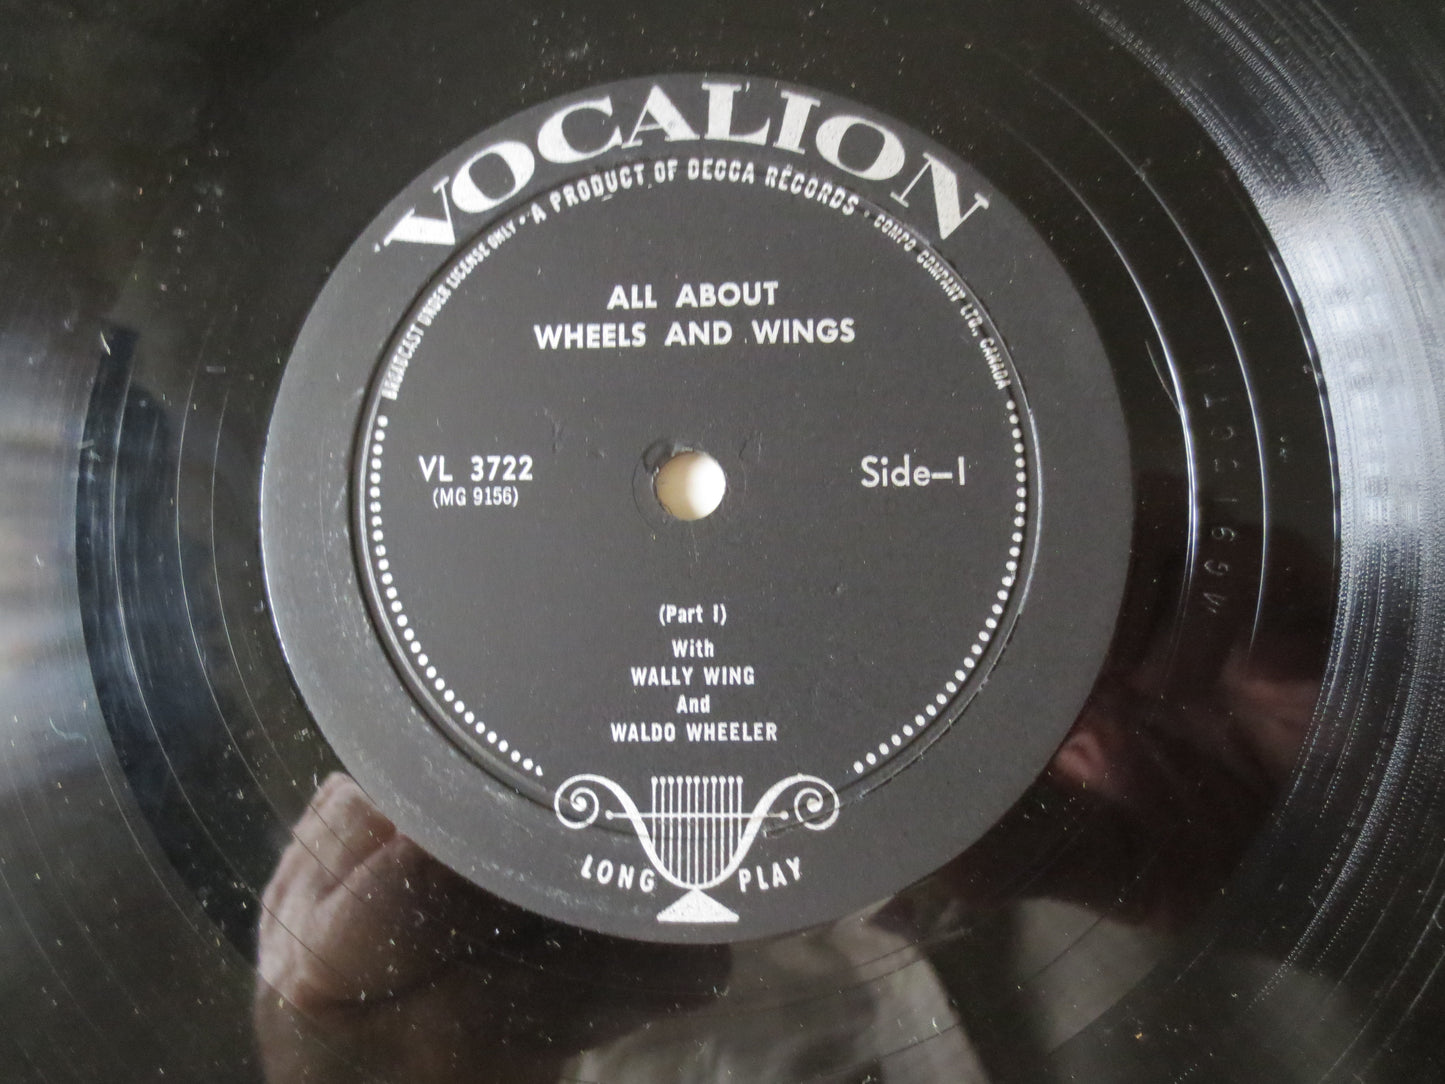 VOCALION
BROADCAST UNDER LICENSE ONLY • A PRODUCT OF DECCA RECORDS • COMPO COMPANY LTD., CANADA
ALL ABOUT
WHEELS AND WINGS
VL 3722
(MG 9156)
Side-1
(Part 1)
With
WALLY WING
And
WALDO WHEELER
LONG PLAY